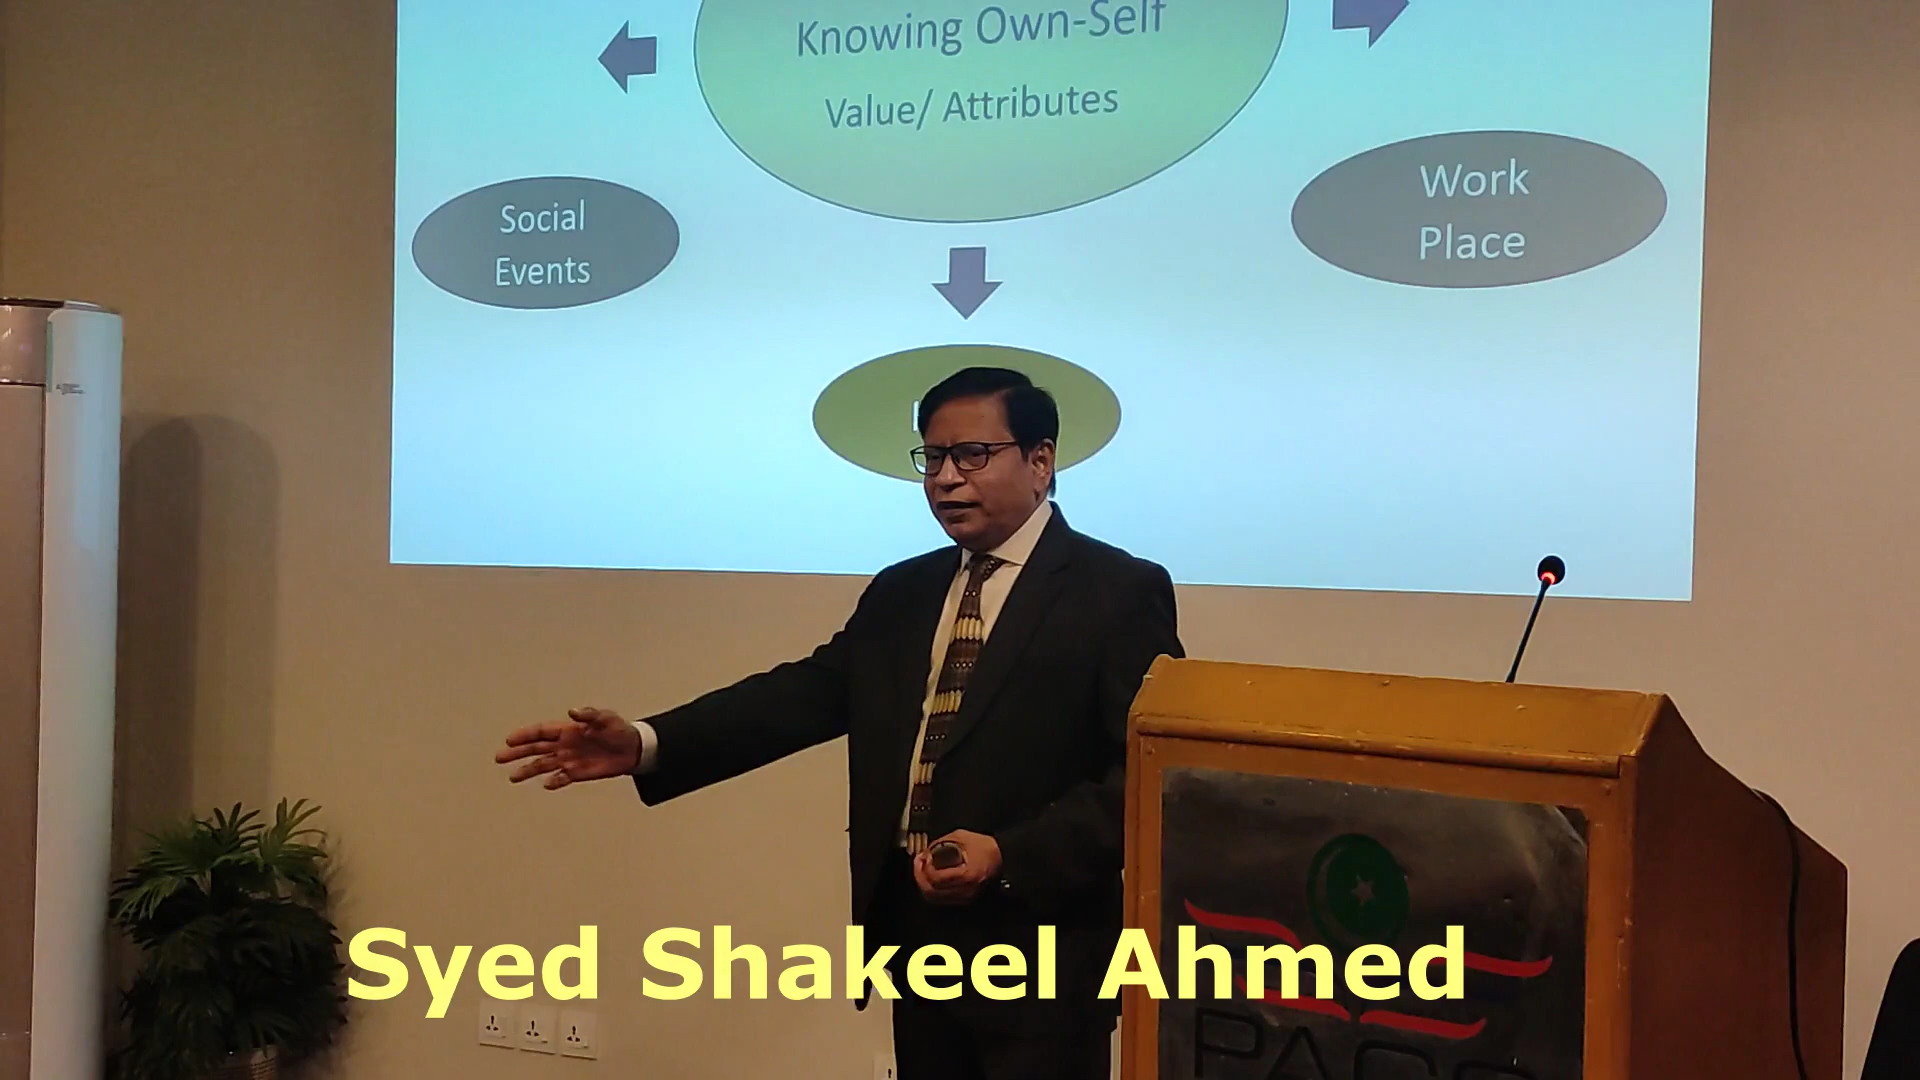 Knowing Own-Self
Value/ Attributes
Social
Events
Work
Place
Syed Shakeel Ahmed